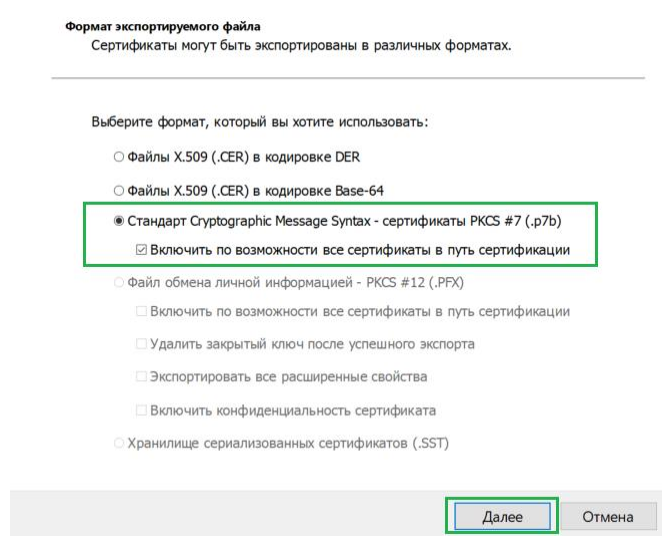 Формат экспортируемого файла
Сертификаты могут быть экспортированы в различных форматах.
Выберите формат, который вы хотите использовать:
Файлы X.509 (.CER) в кодировке DER
Файлы X.509 (.CER) в кодировке Base-64
Стандарт Cryptographic Message Syntax - сертификаты PKCS #7 (.p7b)
Включить по возможности все сертификаты в путь сертификации
Файл обмена личной информацией - PKCS #12 (.PFX)
Включить по возможности все сертификаты в путь сертификации
Удалить закрытый ключ после успешного экспорта
Экспортировать все расширенные свойства
Включить конфиденциальность сертификата
Хранилище сериализованных сертификатов (.SST)
Далее Отмена